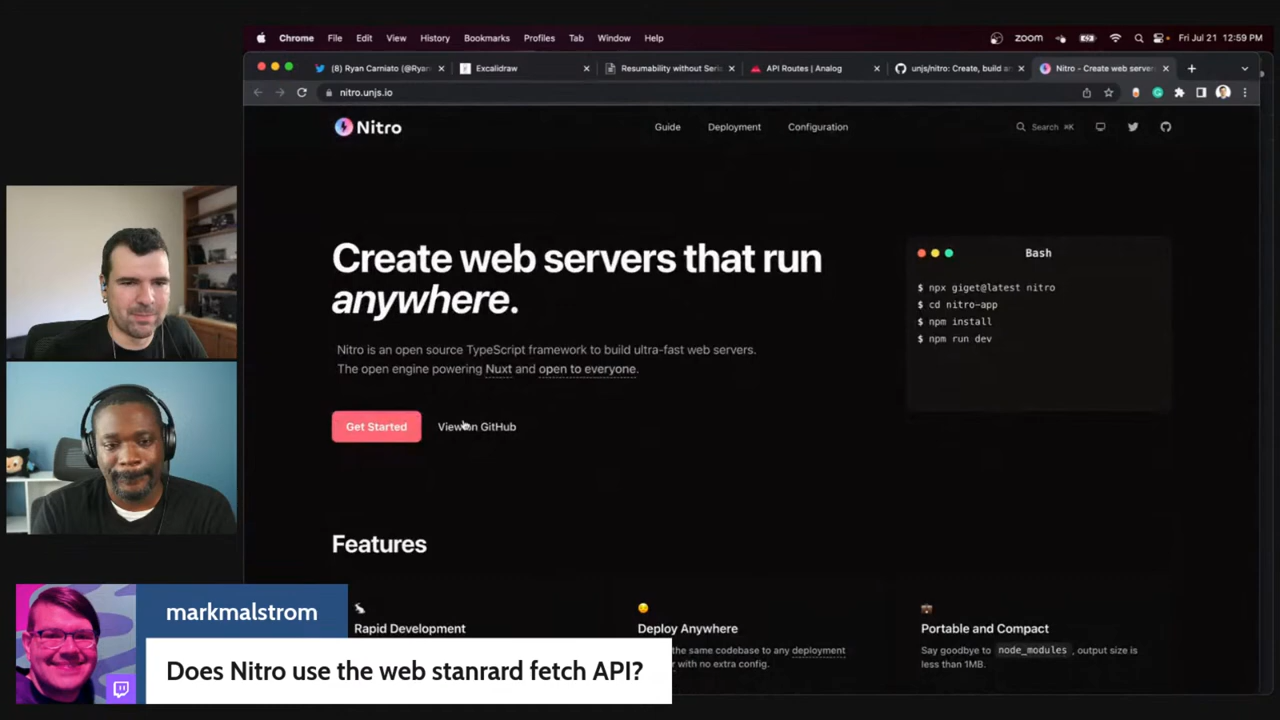 Chrome File Edit View History Bookmarks Profiles Tab Window Help
zoom
Fri Jul 21 12:59 PM
(8) Ryan Carniato (@Ryan
Excalidraw
Resumability without Seri
API Routes | Analog
unjs/nitro: Create, build an
Nitro - Create web server
nitro.unjs.io
Nitro
Guide Deployment Configuration
Search ⌘K
Create web servers that run
anywhere.
Nitro is an open source TypeScript framework to build ultra-fast web servers.
The open engine powering Nuxt and open to everyone.
Get Started View on GitHub
Bash
$ npx giget@latest nitro
$ cd nitro-app
$ npm install
$ npm run dev
Features
Rapid Development
Deploy Anywhere
the same codebase to any deployment
with no extra config.
Portable and Compact
Say goodbye to node_modules, output size is
less than 1MB.
markmalstrom
Does Nitro use the web stanrard fetch API?